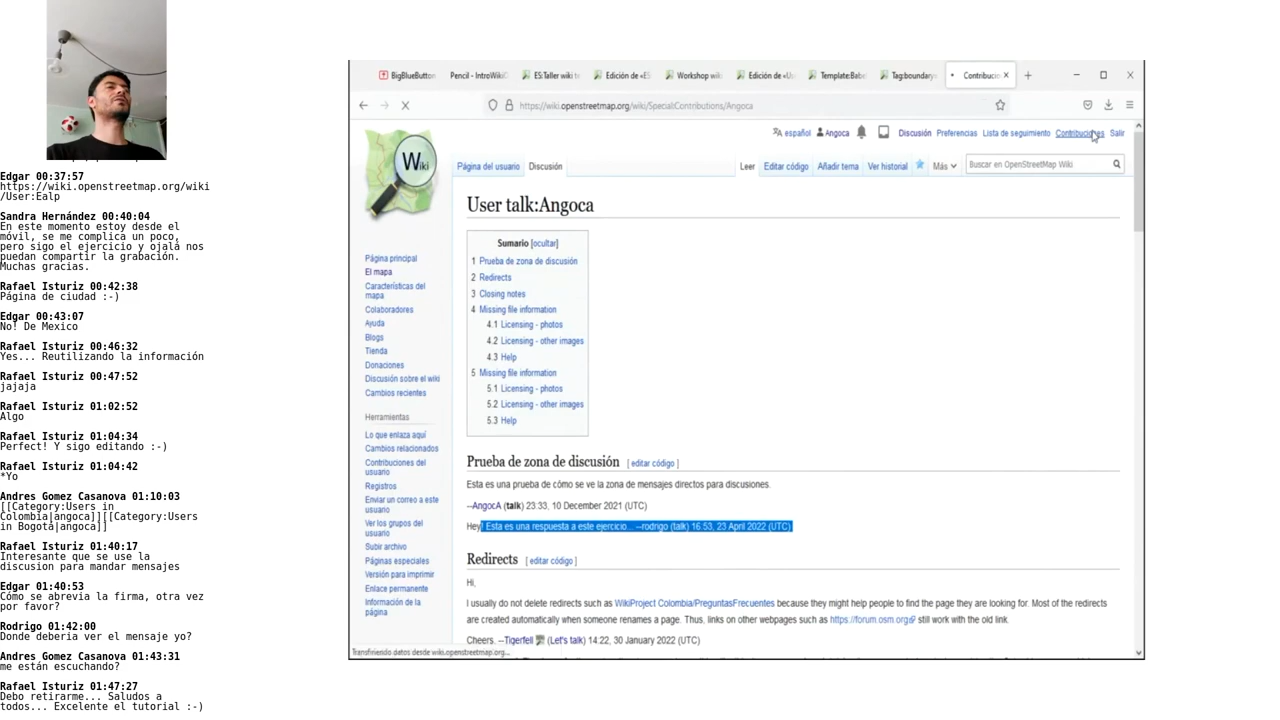 Edgar 00:37:57
https://wiki.openstreetmap.org/wiki
/User:Ealp
Sandra Hernández 00:40:04
En este momento estoy desde el
móvil, se me complica un poco,
pero sigo el ejercicio y ojalá nos
puedan compartir la grabación.
Muchas gracias.
Rafael Isturiz 00:42:38
Página de ciudad :-)
Edgar 00:43:07
No! De Mexico
Rafael Isturiz 00:46:32
Yes... Reutilizando la información
Rafael Isturiz 00:47:52
jajaja
Rafael Isturiz 01:02:52
Algo
Rafael Isturiz 01:04:34
Perfect! Y sigo editando :-)
Rafael Isturiz 01:04:42
*Yo
Andres Gomez Casanova 01:10:03
[[Category:Users in
Colombia|angoca]][[Category:Users
in Bogotá|angoca]]
Rafael Isturiz 01:40:17
Interesante que se use la
discusion para mandar mensajes
Edgar 01:40:53
Cómo se abrevia la firma, otra vez
por favor?
Rodrigo 01:42:00
Donde deberia ver el mensaje yo?
Andres Gomez Casanova 01:43:31
me están escuchando?
Rafael Isturiz 01:47:27
Debo retirarme... Saludos a
todos... Excelente el tutorial :-)
BigBlueButton Pencil - IntroWiki ES:Taller wiki Edición de «ES Workshop wiki Edición de «Us Template:Babe Tag:boundary Contribucio
https://wiki.openstreetmap.org/wiki/Special:Contributions/Angoca
español Angoca Discusión Preferencias Lista de seguimiento Contribuciones Salir
Página del usuario Discusión Leer Editar código Añadir tema Ver historial Más Buscar en OpenStreetMap Wiki
Wiki
User talk:Angoca
Sumario [ocultar]
1 Prueba de zona de discusión
2 Redirects
3 Closing notes
4 Missing file information
4.1 Licensing - photos
4.2 Licensing - other images
4.3 Help
5 Missing file information
5.1 Licensing - photos
5.2 Licensing - other images
5.3 Help
Página principal
El mapa
Características del
mapa
Colaboradores
Ayuda
Blogs
Tienda
Donaciones
Discusión sobre el wiki
Cambios recientes
Herramientas
Lo que enlaza aquí
Cambios relacionados
Contribuciones del
usuario
Registros
Enviar un correo a este
usuario
Ver los grupos del
usuario
Subir archivo
Páginas especiales
Versión para imprimir
Enlace permanente
Información de la
página
Prueba de zona de discusión [ editar código ]
Esta es una prueba de cómo se ve la zona de mensajes directos para discusiones.
--AngocA (talk) 23:33, 10 December 2021 (UTC)
Hey! Esta es una respuesta a este ejercicio... --rodrigo (talk) 16:53, 23 April 2022 (UTC)
Redirects [ editar código ]
Hi,
I usually do not delete redirects such as WikiProject Colombia/PreguntasFrecuentes because they might help people to find the page they are looking for. Most of the redirects
are created automatically when someone renames a page. Thus, links on other webpages such as https://forum.osm.org still work with the old link.
Cheers. --Tigerfell (Let's talk) 14:22, 30 January 2022 (UTC)
Transfiriendo datos desde wiki.openstreetmap.org...